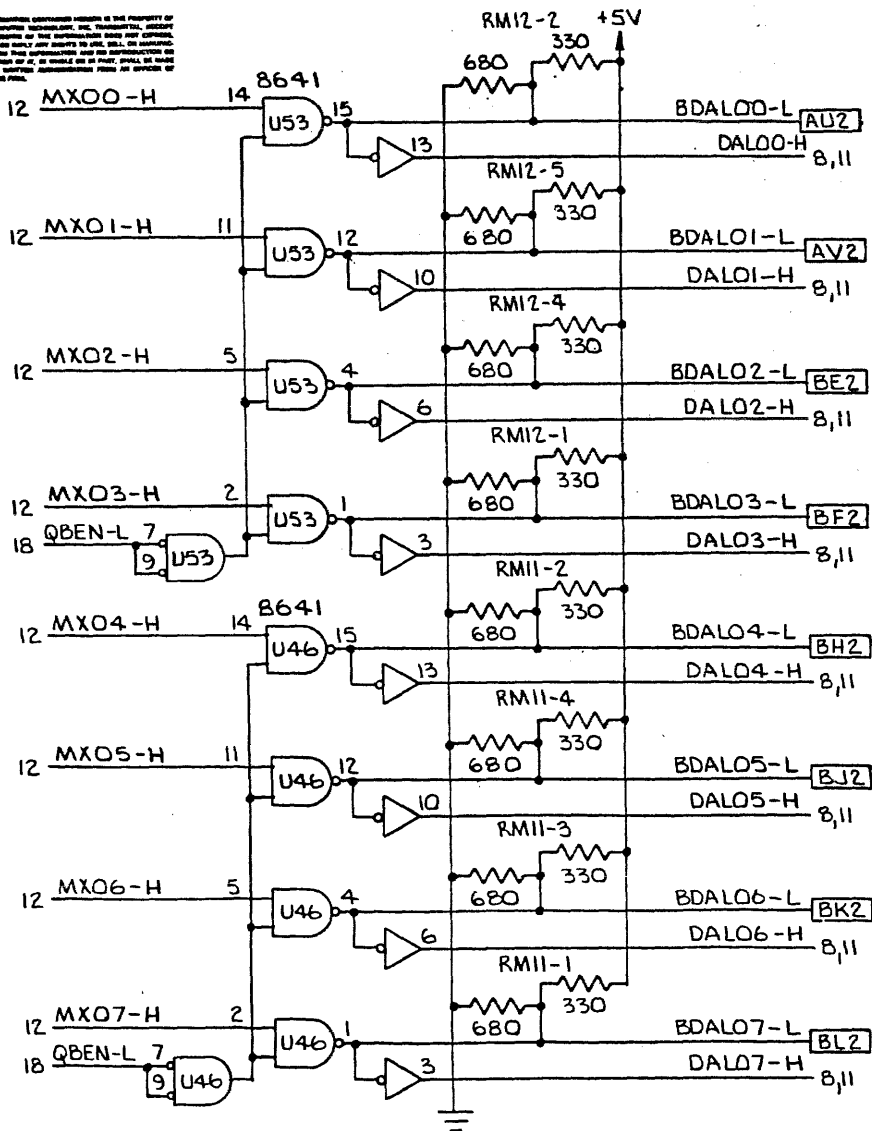 RM12-2 +5V
330
680
8641
12 MX00-H 14 U53 15 BDAL00-L AU2
13 DAL00-H 8,11
RM12-5
330
680
12 MX01-H 11 U53 12 BDAL01-L AV2
10 DAL01-H 8,11
RM12-4
330
680
12 MX02-H 5 U53 4 BDAL02-L BE2
6 DAL02-H 8,11
RM12-1
330
680
12 MX03-H 2 U53 1 BDAL03-L BF2
18 QBEN-L 7 9 U53 3 DAL03-H 8,11
RM11-2
330
680
8641
12 MX04-H 14 U46 15 BDAL04-L BH2
13 DAL04-H 8,11
RM11-4
330
680
12 MX05-H 11 U46 12 BDAL05-L BJ2
10 DAL05-H 8,11
RM11-3
330
680
12 MX06-H 5 U46 4 BDAL06-L BK2
6 DAL06-H 8,11
RM11-1
330
680
12 MX07-H 2 U46 1 BDAL07-L BL2
18 QBEN-L 7 9 U46 3 DAL07-H 8,11